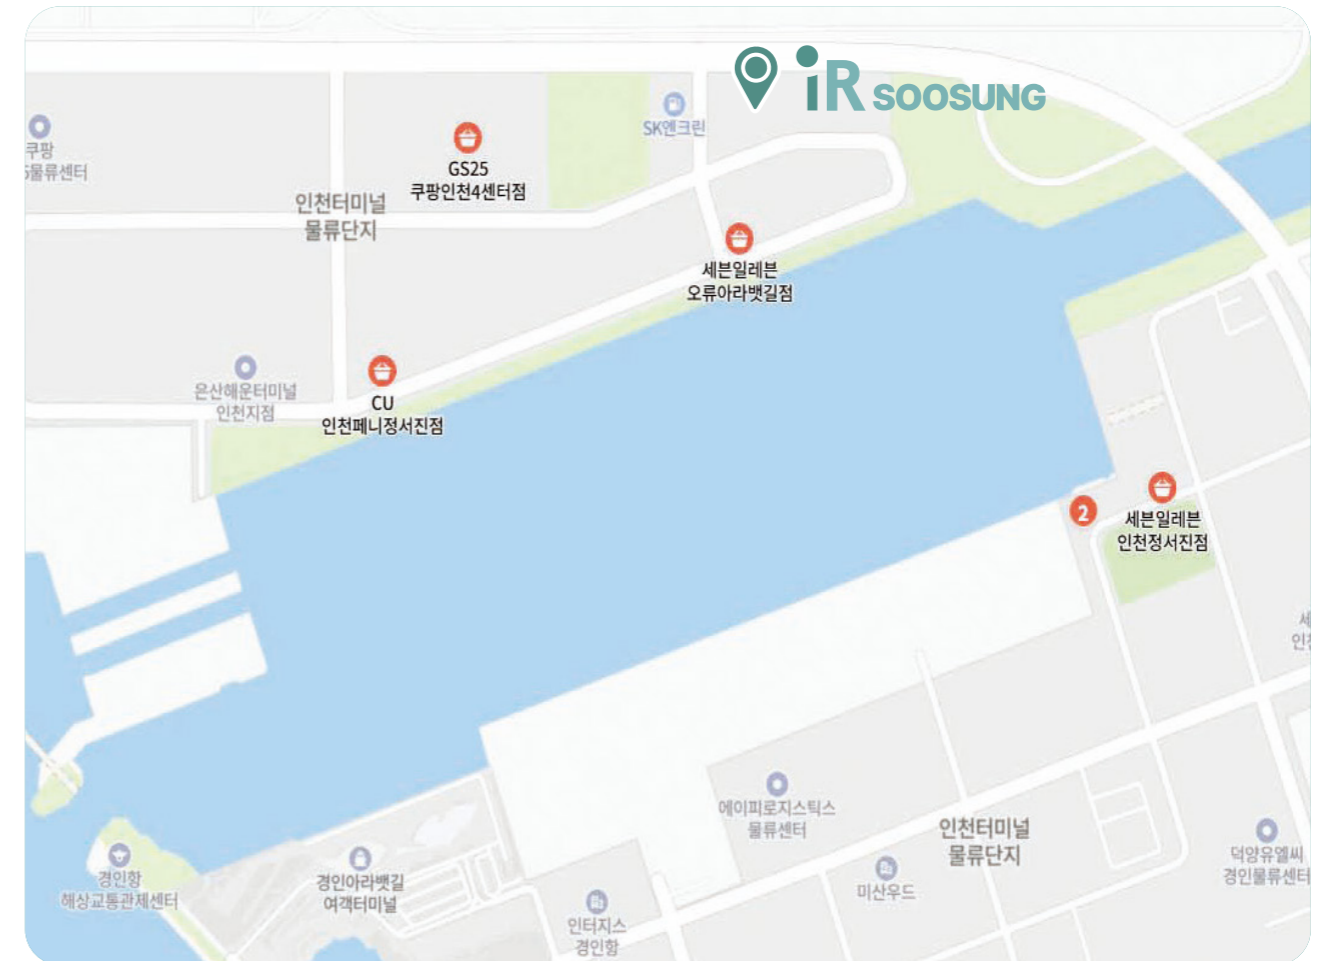 iR SOOSUNG
SK엔크린
쿠팡
물류센터
GS25
쿠팡인천4센터점
인천터미널
물류단지
세븐일레븐
오류아라뱃길점
은산해운터미널
인천지점
CU
인천페니정서진점
2
세븐일레븐
인천정서진점
에이피로지스틱스
물류센터
인천터미널
물류단지
덕양유엘씨
경인물류센터
미산우드
경인항
해상교통관제센터
경인아라뱃길
여객터미널
인터지스
경인항